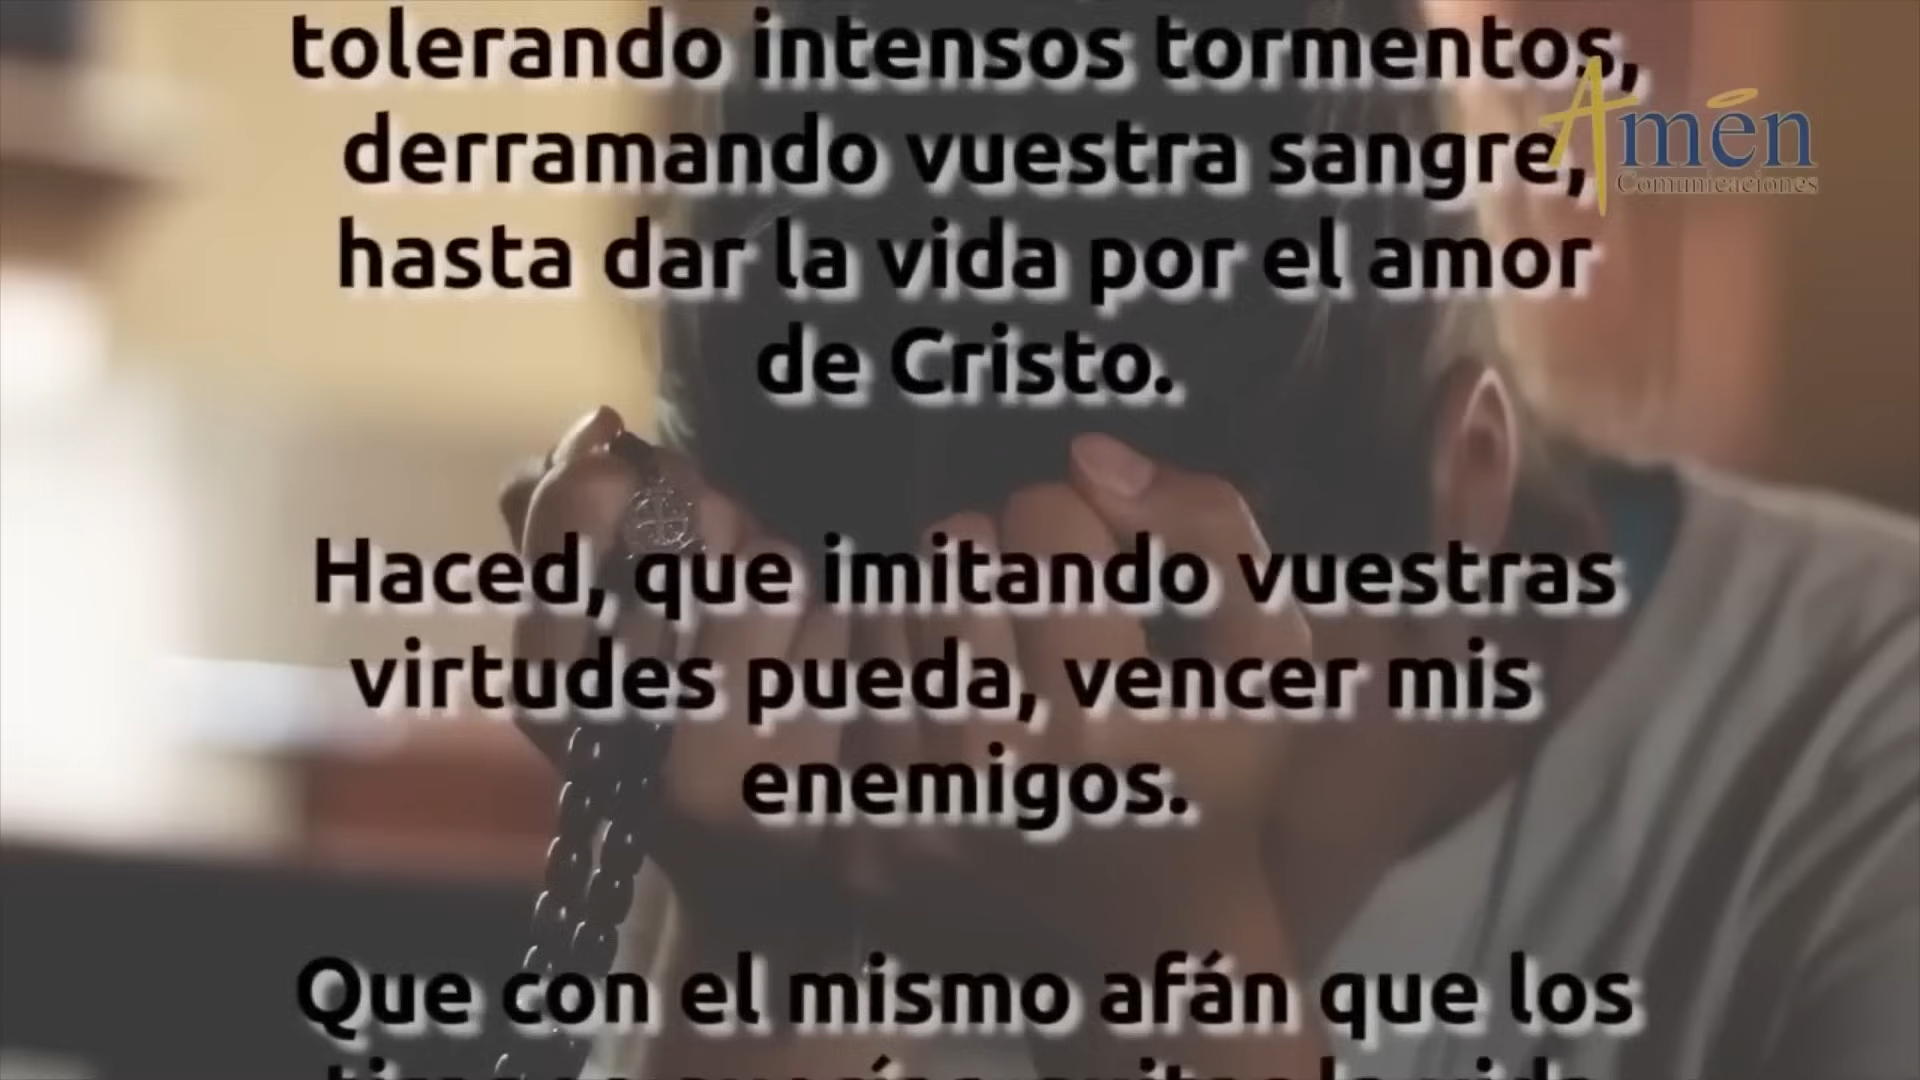 tolerando intensos tormentos,
derramando vuestra sangre,
hasta dar la vida por el amor
de Cristo.
Haced, que imitando vuestras
virtudes pueda, vencer mis
enemigos.
Que con el mismo afán que los
Amén
Comunicaciones